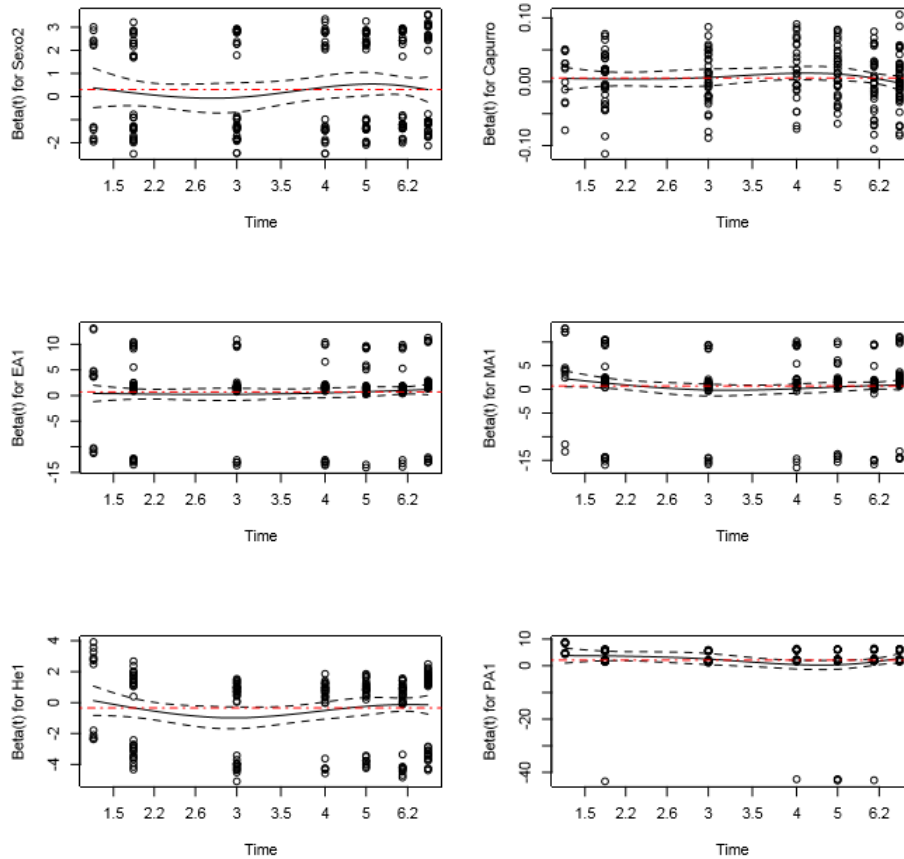 Beta(t) for Sexo2
3
2
1
0
-2
1.5 2.2 2.6 3 3.5 4 5 6.2
Time
Beta(t) for Capurro
0.10
0.00
-0.10
1.5 2.2 2.6 3 3.5 4 5 6.2
Time
Beta(t) for EA1
10
5
0
-5
-15
1.5 2.2 2.6 3 3.5 4 5 6.2
Time
Beta(t) for MA1
10
5
0
-5
-15
1.5 2.2 2.6 3 3.5 4 5 6.2
Time
Beta(t) for He1
4
2
0
-2
-4
1.5 2.2 2.6 3 3.5 4 5 6.2
Time
Beta(t) for PA1
10
0
-20
-40
1.5 2.2 2.6 3 3.5 4 5 6.2
Time